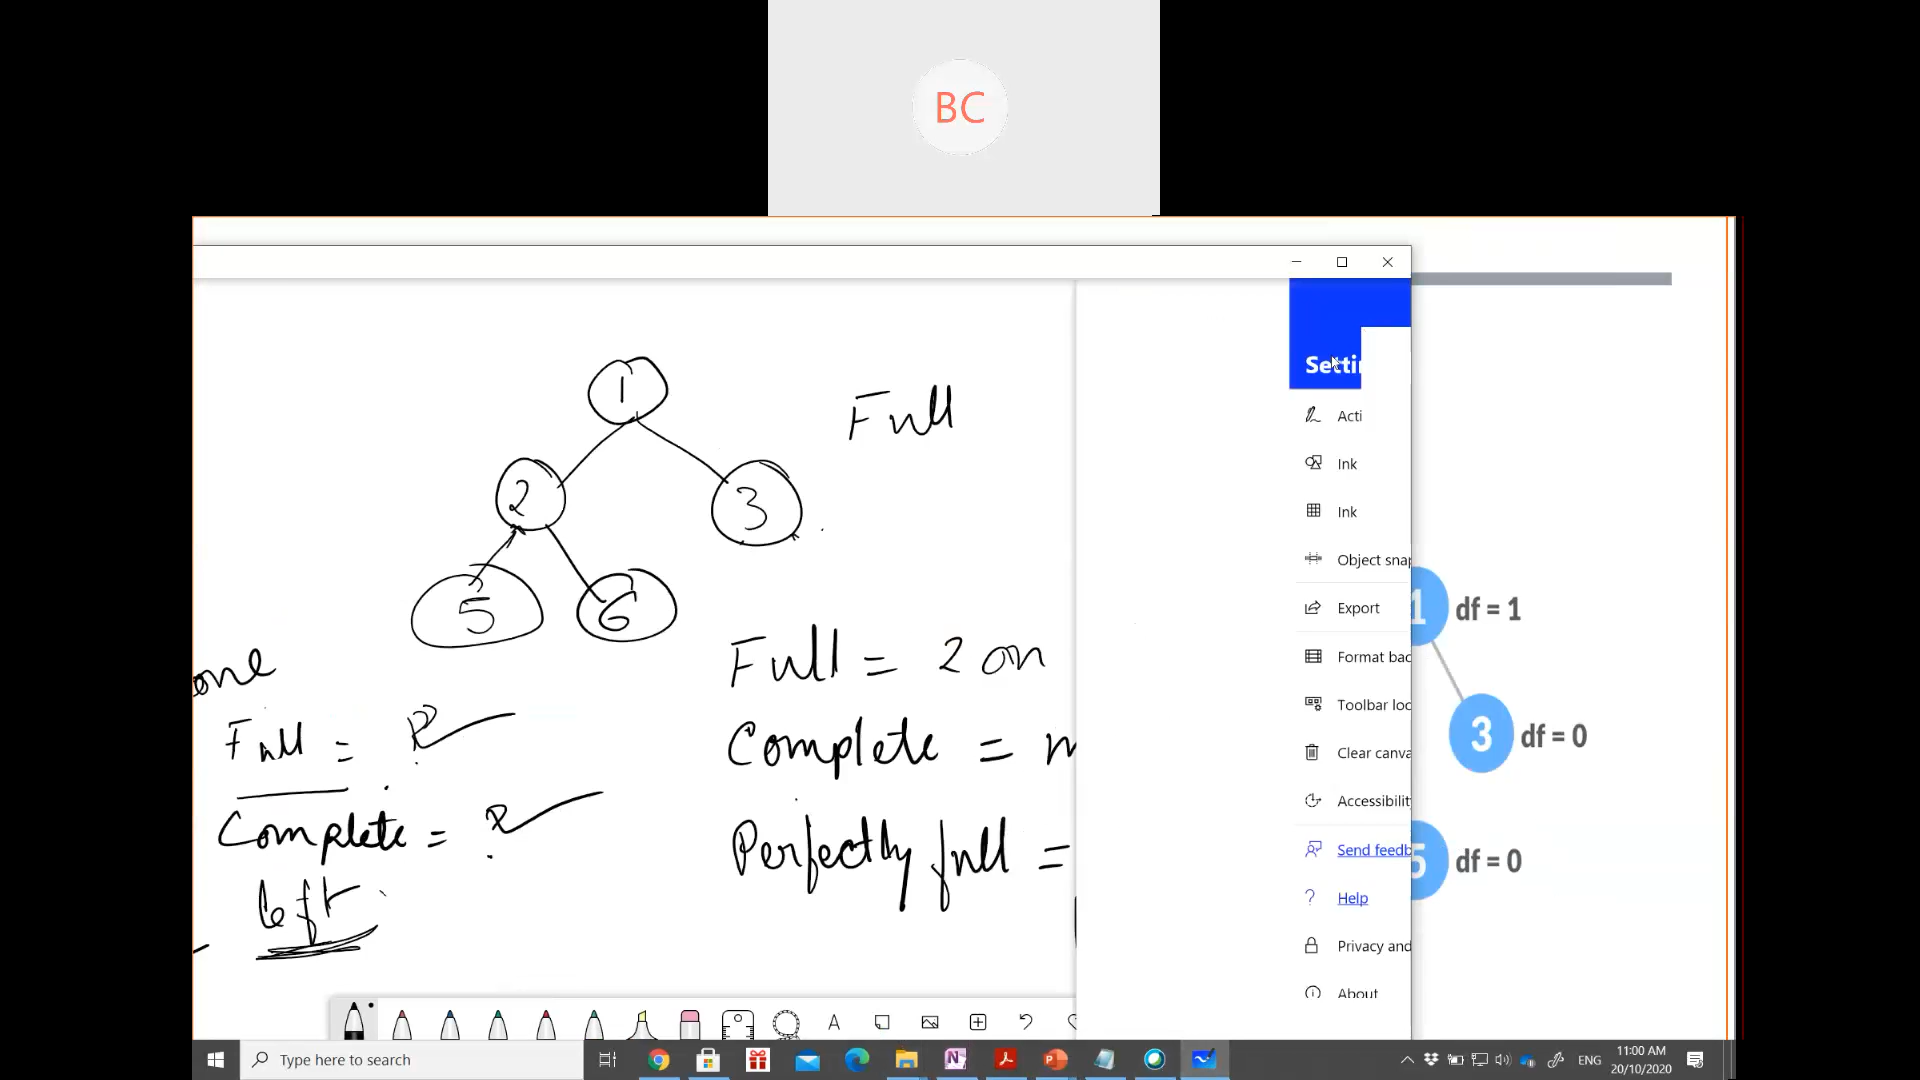 BC
1
Full
2
3
5
6
one
Full =
Complete =
left
Full = 2 on
Complete =
Perfectly full =
Setti
Acti
Ink
Ink
Object snap
Export
Format bac
Toolbar loc
Clear canva
Accessibility
Send feedb
Help
Privacy and
About
1 df = 1
3 df = 0
5 df = 0
A
Type here to search
ENG
11:00 AM
20/10/2020